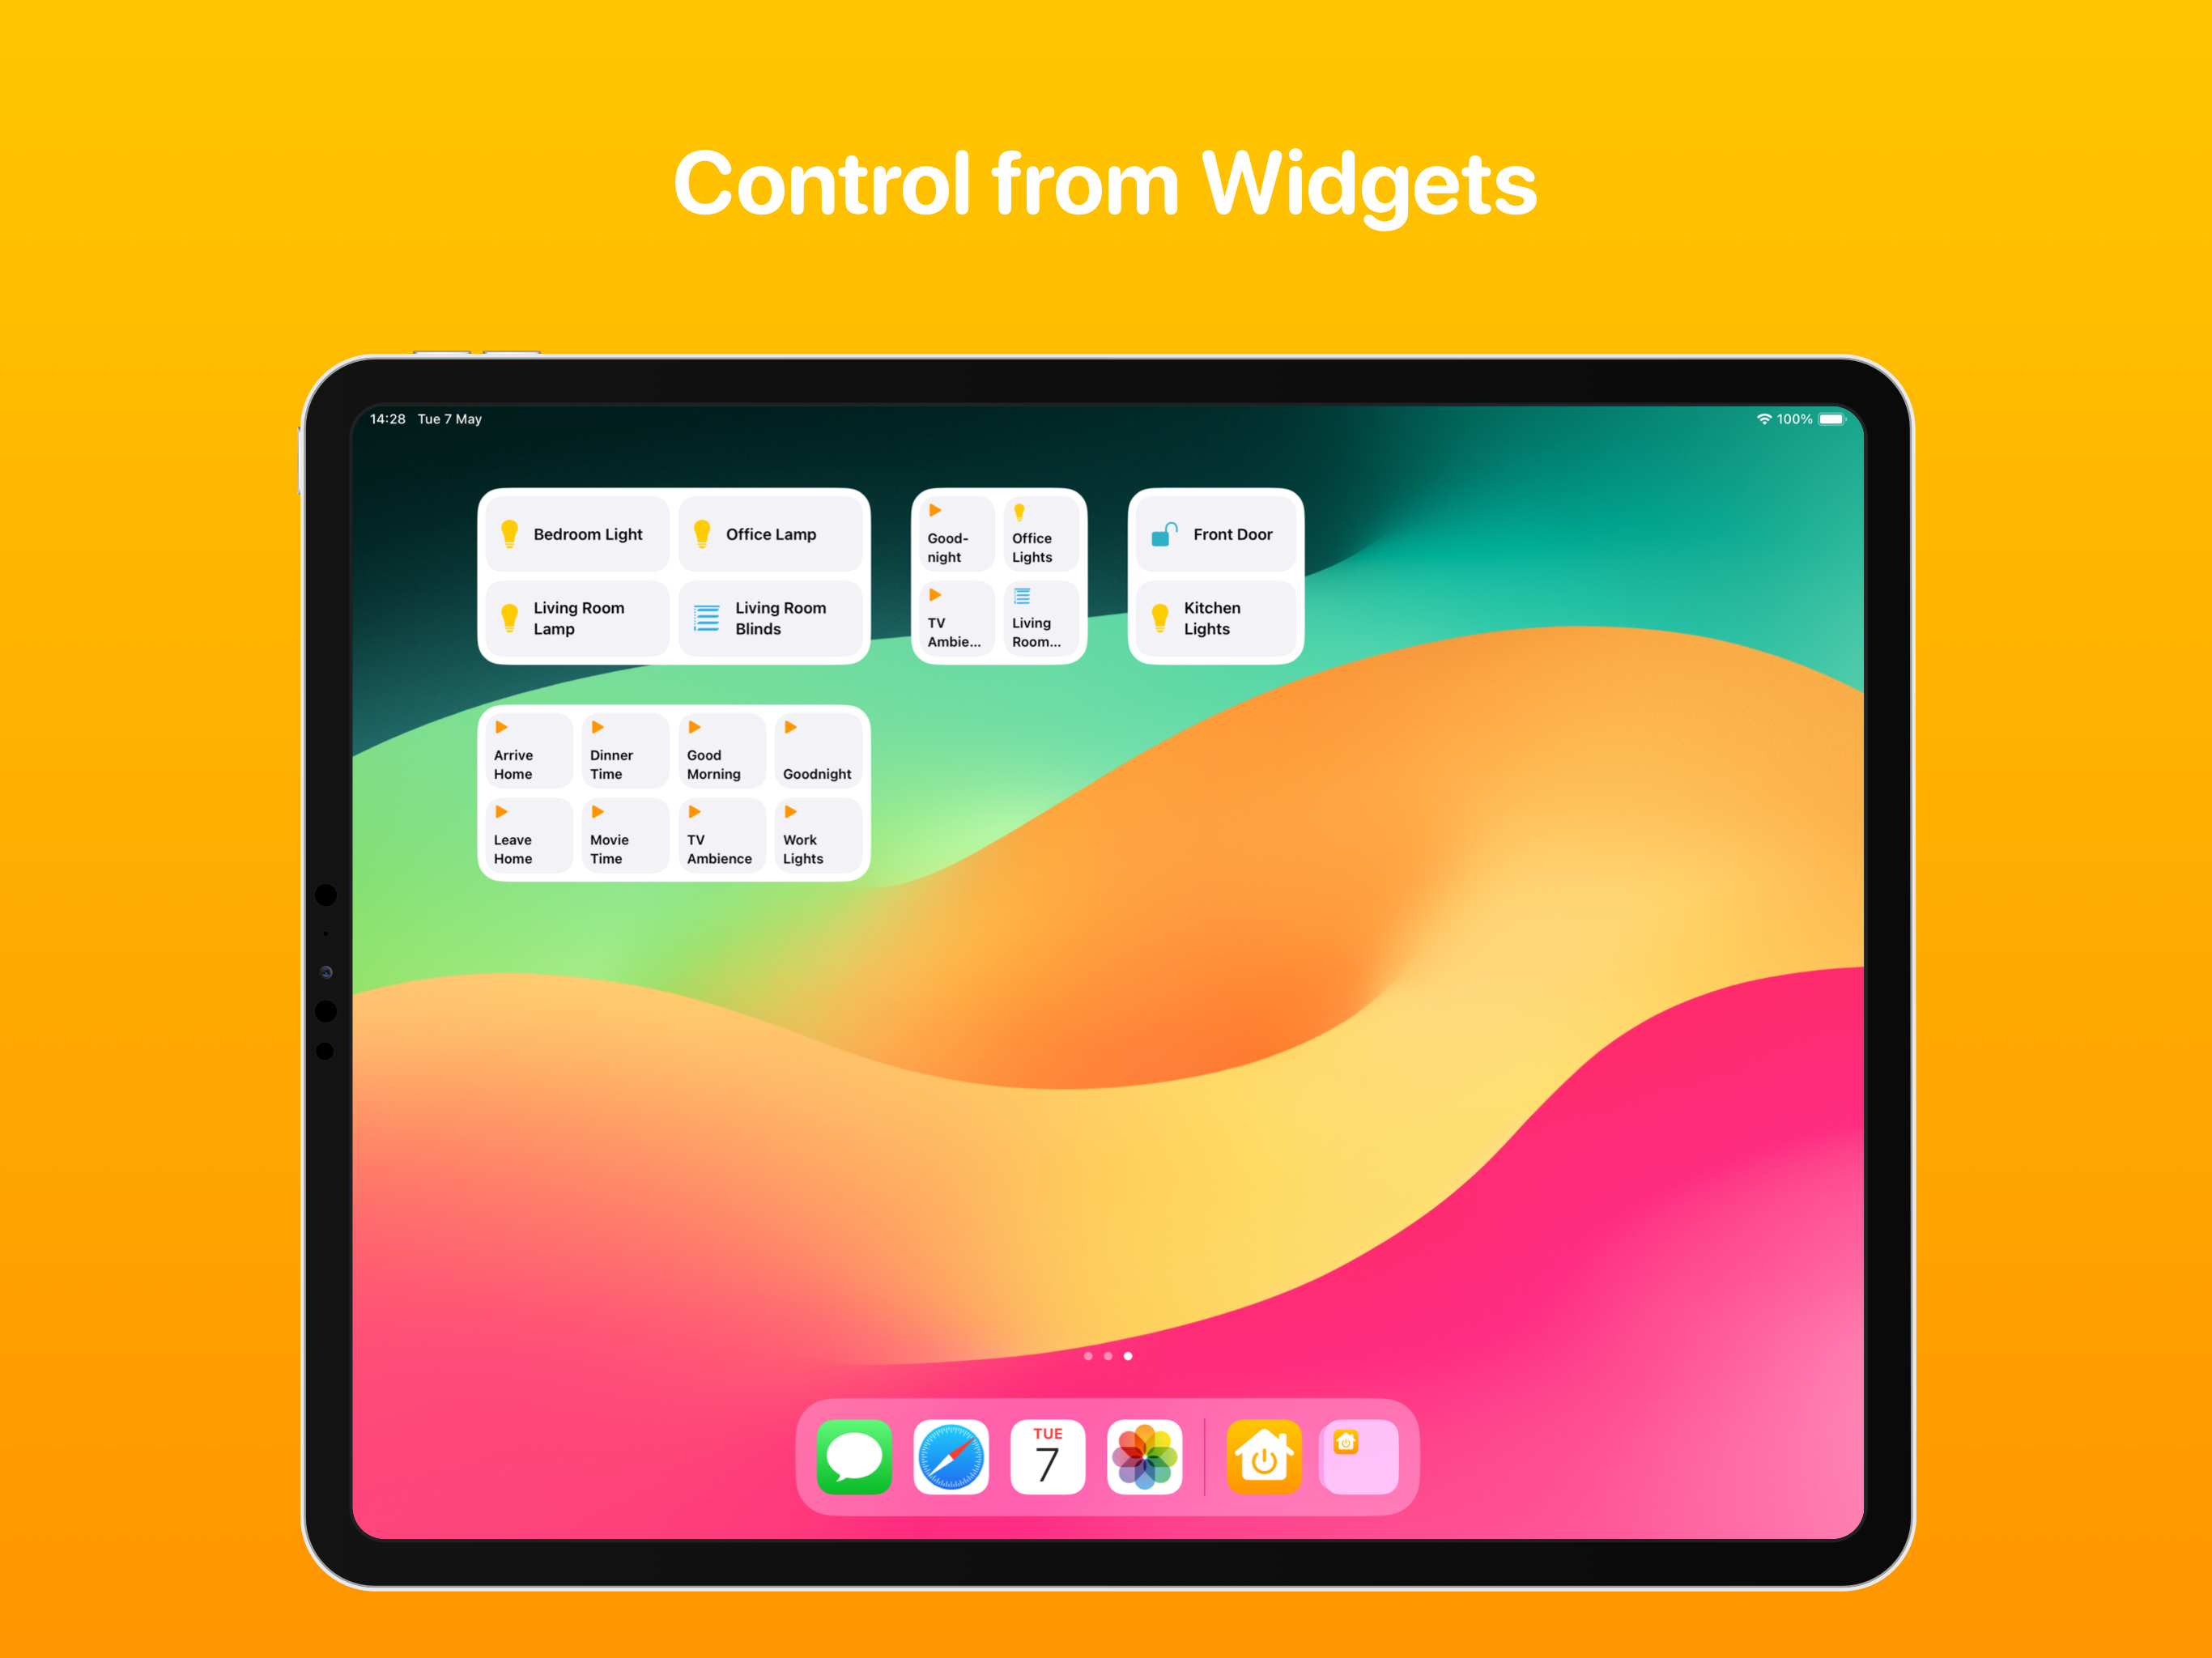 Control from Widgets
14:28 Tue 7 May
100%
Bedroom Light
Office Lamp
Living Room
Lamp
Living Room
Blinds
Good-
night
Office
Lights
TV
Ambie...
Living
Room...
Front Door
Kitchen
Lights
Arrive
Home
Dinner
Time
Good
Morning
Goodnight
Leave
Home
Movie
Time
TV
Ambience
Work
Lights
TUE
7